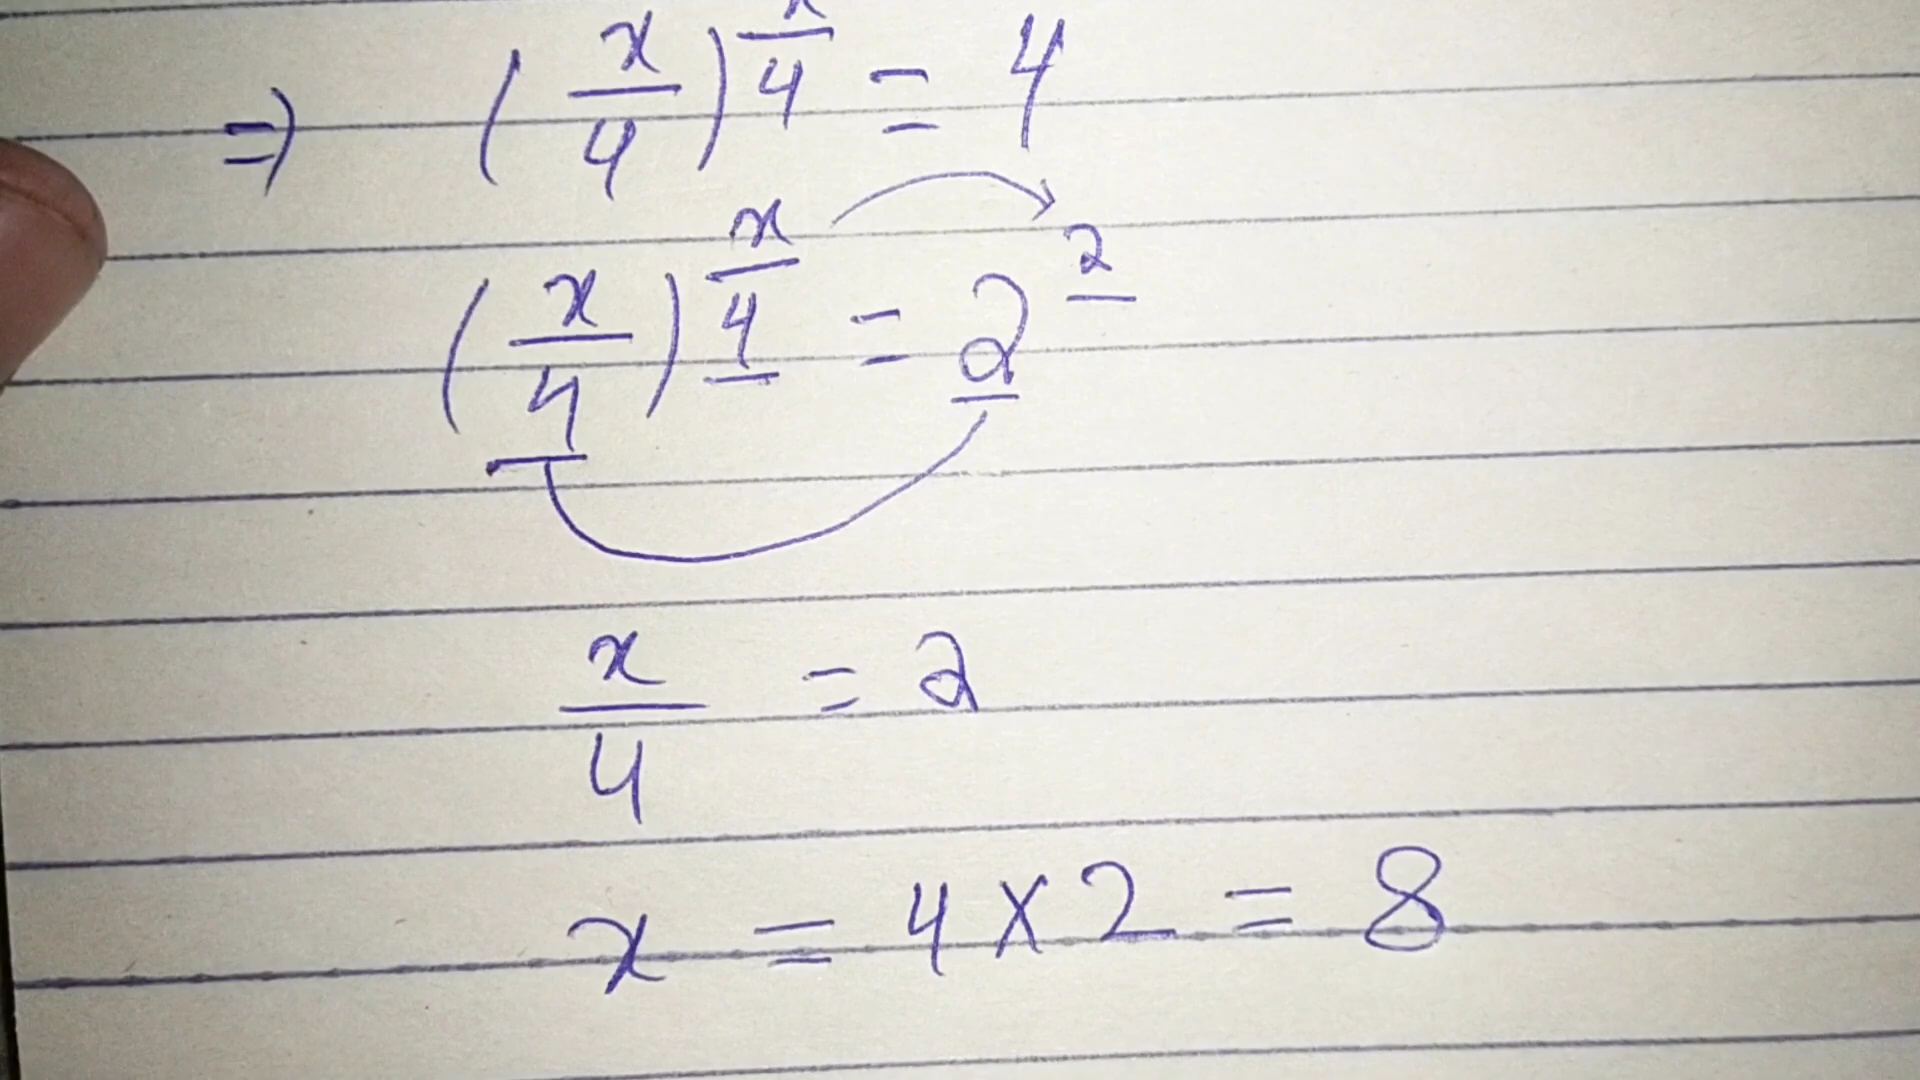 ⇒ (x/4)^(x/4) = 4
(x/4)^(x/4) = 2^2
x/4 = 2
x = 4 × 2 = 8